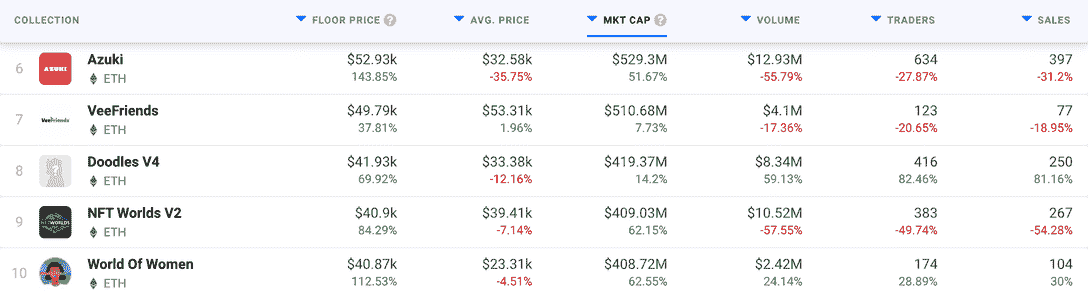 COLLECTION FLOOR PRICE ? AVG. PRICE MKT CAP ? VOLUME TRADERS SALES
6 AZUKI Azuki $52.93k $32.58k $529.3M $12.93M 634 397
ETH 143.85% -35.75% 51.67% -55.79% -27.87% -31.2%
7 VeeFriends VeeFriends $49.79k $53.31k $510.68M $4.1M 123 77
ETH 37.81% 1.96% 7.73% -17.36% -20.65% -18.95%
8 Doodles V4 $41.93k $33.38k $419.37M $8.34M 416 250
ETH 69.92% -12.16% 14.2% 59.13% 82.46% 81.16%
9 NFT Worlds V2 $40.9k $39.41k $409.03M $10.52M 383 267
ETH 84.29% -7.14% 62.15% -57.55% -49.74% -54.28%
10 World Of Women $40.87k $23.31k $408.72M $2.42M 174 104
ETH 112.53% -4.51% 62.55% 24.14% 28.89% 30%